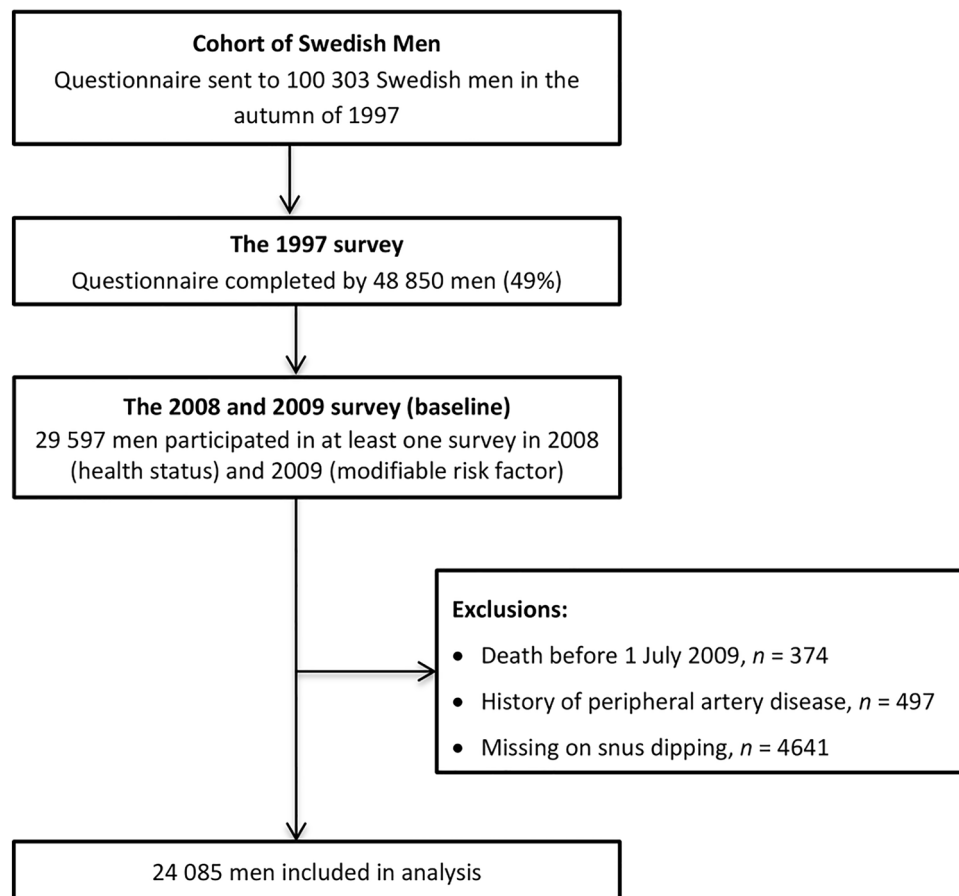 Cohort of Swedish Men
Questionnaire sent to 100 303 Swedish men in the
autumn of 1997
The 1997 survey
Questionnaire completed by 48 850 men (49%)
The 2008 and 2009 survey (baseline)
29 597 men participated in at least one survey in 2008
(health status) and 2009 (modifiable risk factor)
Exclusions:
• Death before 1 July 2009, n = 374
• History of peripheral artery disease, n = 497
• Missing on snus dipping, n = 4641
24 085 men included in analysis